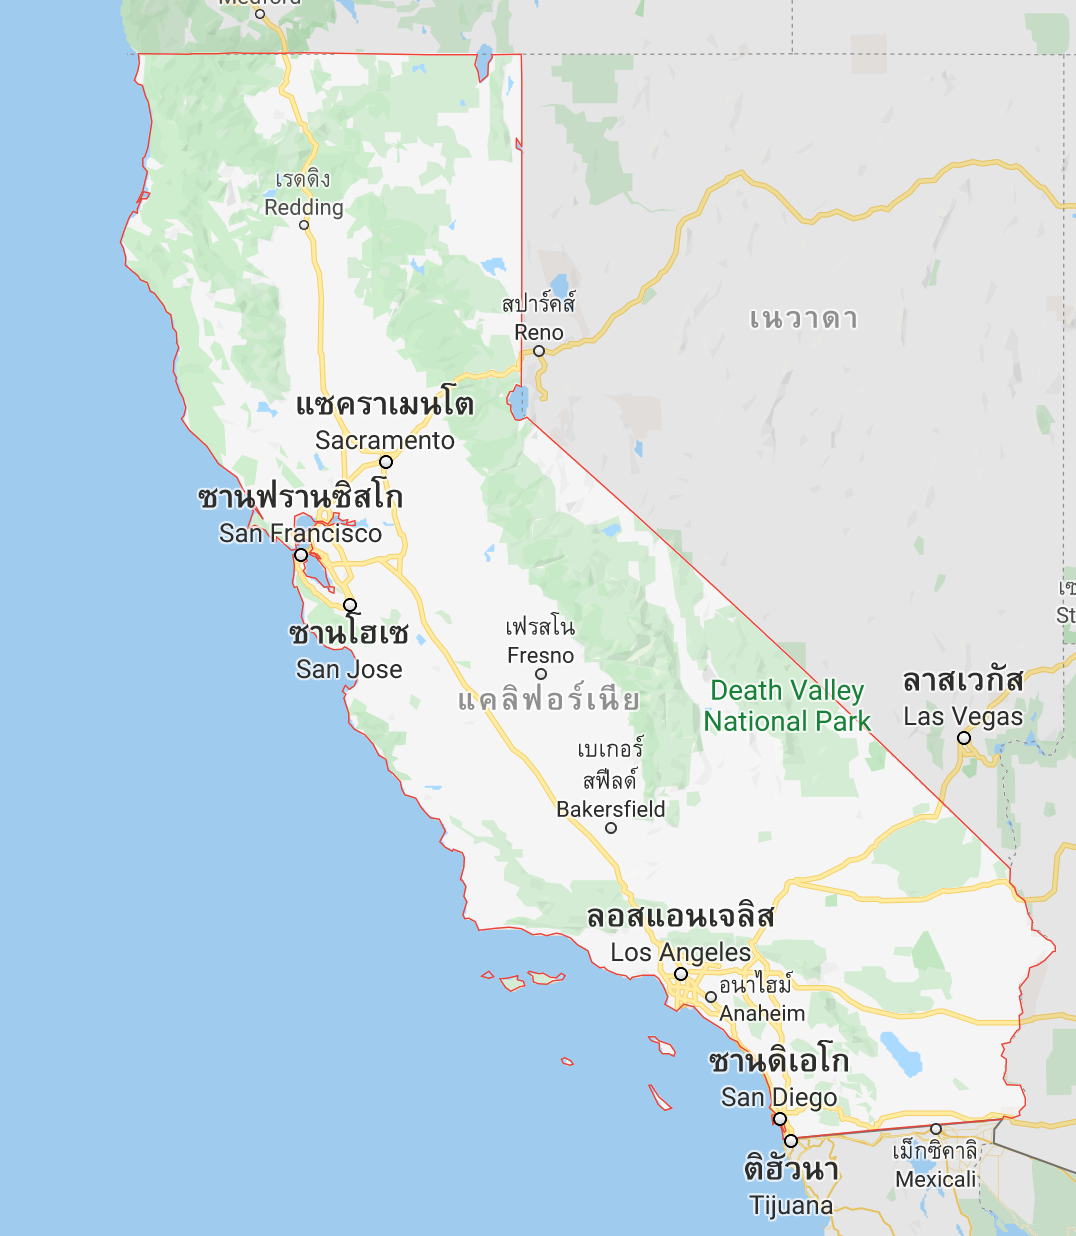 Medford
เรดดิง
Redding
สปาร์คส์
Reno
เนวาดา
แซคราเมนโต
Sacramento
ซานฟรานซิสโก
San Francisco
ซานโฮเซ
San Jose
เฟรสโน
Fresno
แคลิฟอร์เนีย
Death Valley
National Park
ลาสเวกัส
Las Vegas
เบเกอร์
สฟีลด์
Bakersfield
ลอสแอนเจลิส
Los Angeles
อนาไฮม์
Anaheim
ซานดิเอโก
San Diego
ติฮัวนา
Tijuana
เม็กซิคาลิ
Mexicali